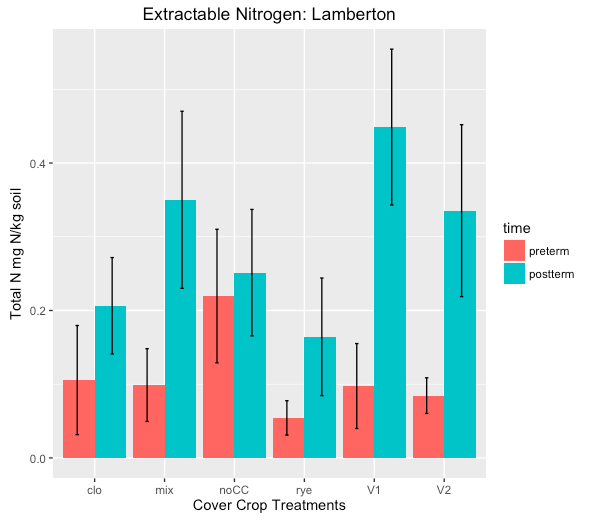 Extractable Nitrogen: Lamberton
Total N mg N/kg soil
0.4
0.2
0.0
clo mix noCC rye V1 V2
Cover Crop Treatments
time
preterm
postterm